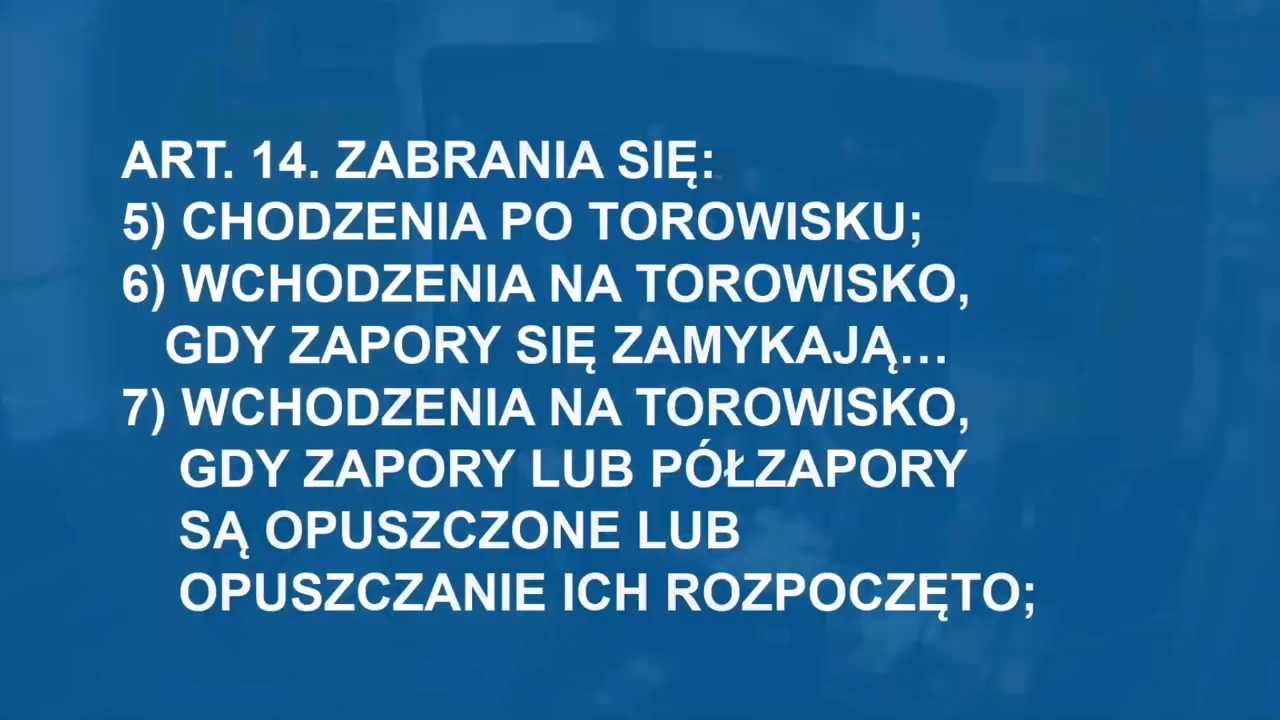 ART. 14. ZABRANIA SIĘ:
5) CHODZENIA PO TOROWISKU;
6) WCHODZENIA NA TOROWISKO,
GDY ZAPORY SIĘ ZAMYKAJĄ...
7) WCHODZENIA NA TOROWISKO,
GDY ZAPORY LUB PÓŁZAPORY
SĄ OPUSZCZONE LUB
OPUSZCZANIE ICH ROZPOCZĘTO;